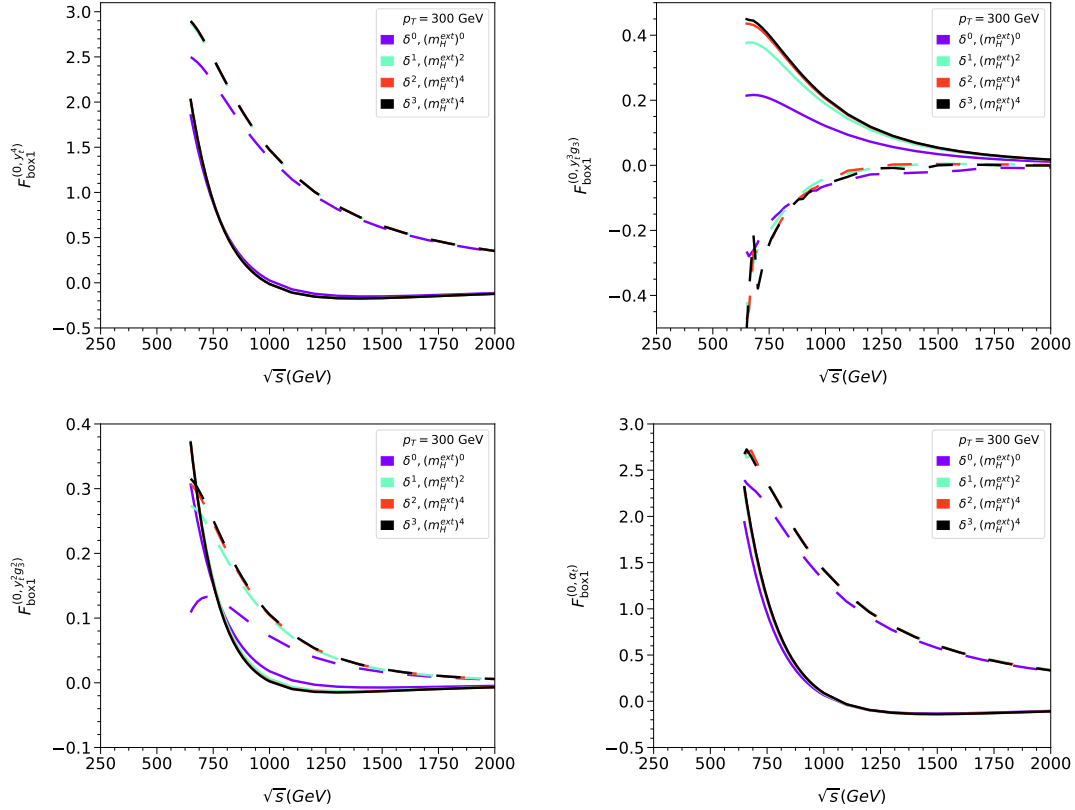 3.0
2.5
2.0
1.5
1.0
0.5
0.0
−0.5
250 500 750 1000 1250 1500 1750 2000
√s(GeV)
F_box1^(0, y_t^4)
p_T = 300 GeV
δ^0, (m_H^ext)^0
δ^1, (m_H^ext)^2
δ^2, (m_H^ext)^4
δ^3, (m_H^ext)^4
0.4
0.2
0.0
−0.2
−0.4
250 500 750 1000 1250 1500 1750 2000
√s(GeV)
F_box1^(0, y_t^3 g_3)
p_T = 300 GeV
δ^0, (m_H^ext)^0
δ^1, (m_H^ext)^2
δ^2, (m_H^ext)^4
δ^3, (m_H^ext)^4
0.4
0.3
0.2
0.1
0.0
−0.1
250 500 750 1000 1250 1500 1750 2000
√s(GeV)
F_box1^(0, y_t^2 g_3^2)
p_T = 300 GeV
δ^0, (m_H^ext)^0
δ^1, (m_H^ext)^2
δ^2, (m_H^ext)^4
δ^3, (m_H^ext)^4
3.0
2.5
2.0
1.5
1.0
0.5
0.0
−0.5
250 500 750 1000 1250 1500 1750 2000
√s(GeV)
F_box1^(0, α_t)
p_T = 300 GeV
δ^0, (m_H^ext)^0
δ^1, (m_H^ext)^2
δ^2, (m_H^ext)^4
δ^3, (m_H^ext)^4